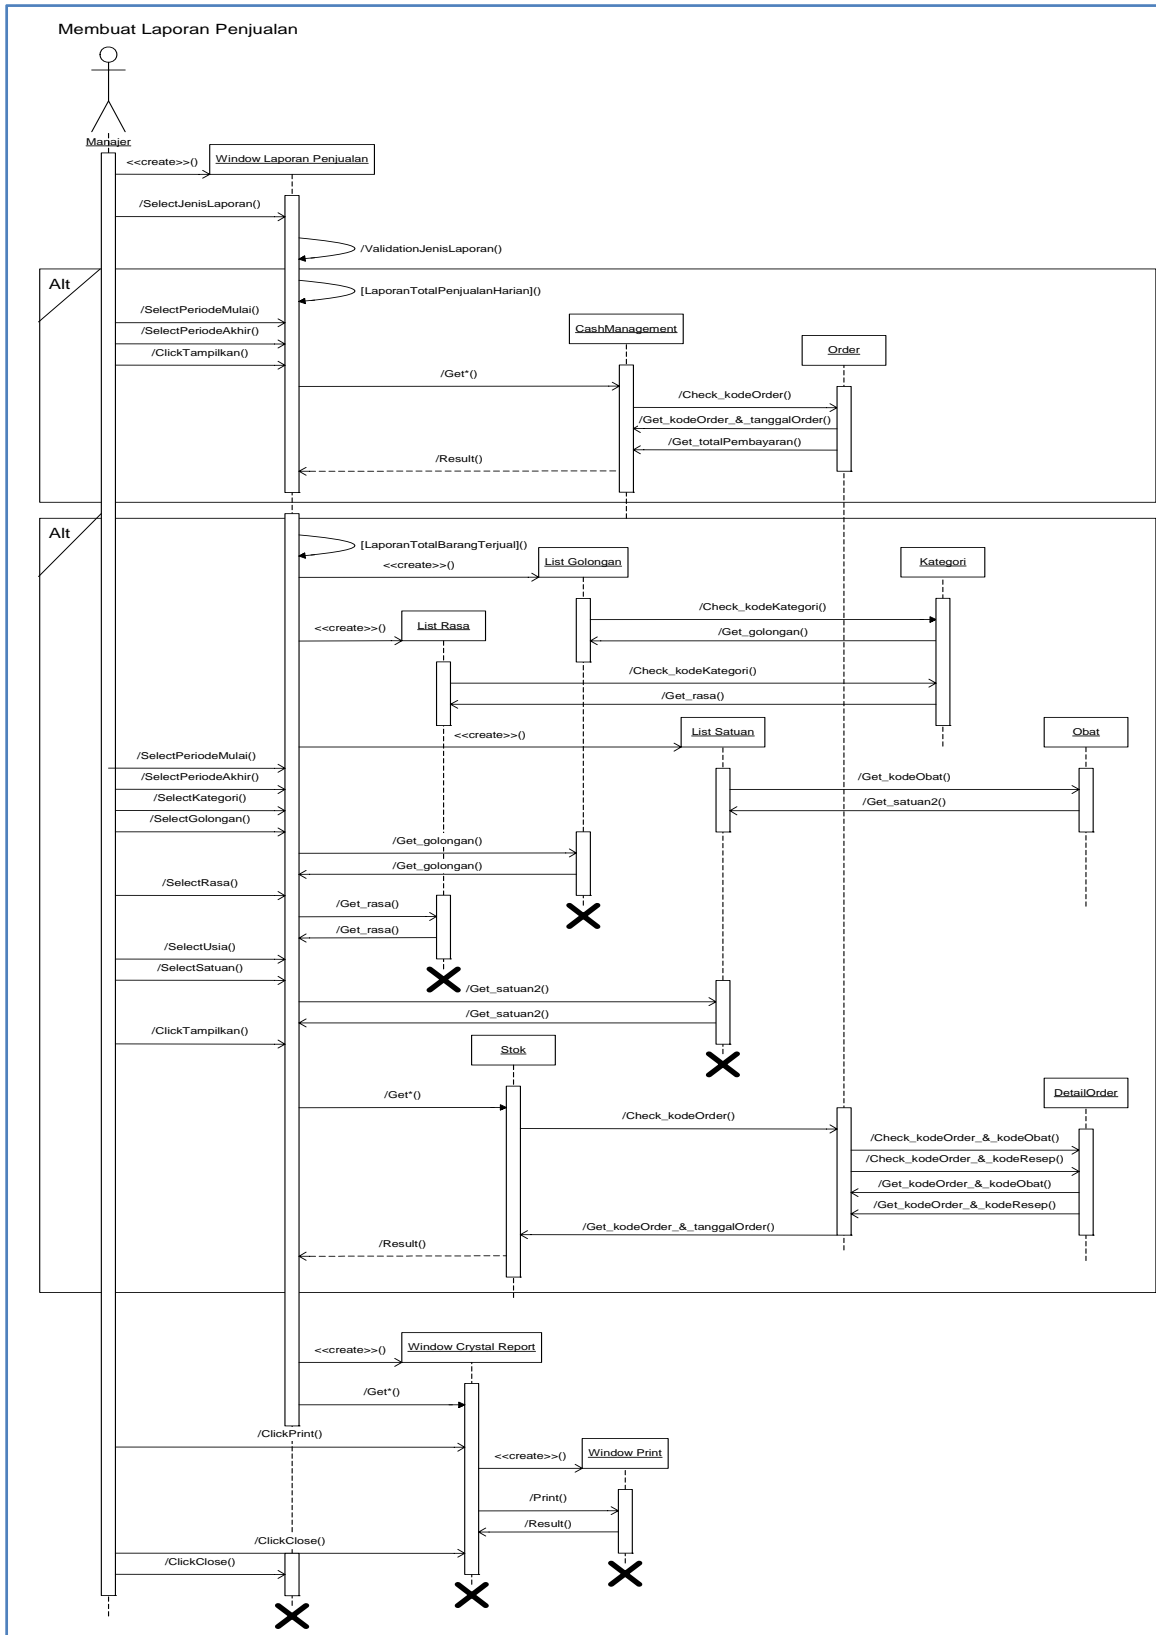 Membuat Laporan Penjualan
Manajer
<<create>>()
Window Laporan Penjualan
/SelectJenisLaporan()
/ValidationJenisLaporan()
Alt
[LaporanTotalPenjualanHarian]()
/SelectPeriodeMulai()
CashManagement
/SelectPeriodeAkhir()
Order
/ClickTampilkan()
/Get*()
/Check_kodeOrder()
/Get_kodeOrder_&_tanggalOrder()
/Get_totalPembayaran()
/Result()
Alt
[LaporanTotalBarangTerjual]()
<<create>>()
List Golongan
Kategori
/Check_kodeKategori()
<<create>>()
List Rasa
/Get_golongan()
/Check_kodeKategori()
/Get_rasa()
<<create>>()
List Satuan
Obat
/SelectPeriodeMulai()
/SelectPeriodeAkhir()
/Get_kodeObat()
/SelectKategori()
/Get_satuan2()
/SelectGolongan()
/Get_golongan()
/Get_golongan()
/SelectRasa()
/Get_rasa()
/Get_rasa()
/SelectUsia()
/SelectSatuan()
/Get_satuan2()
/Get_satuan2()
/ClickTampilkan()
Stok
/Get*()
DetailOrder
/Check_kodeOrder()
/Check_kodeOrder_&_kodeObat()
/Check_kodeOrder_&_kodeResep()
/Get_kodeOrder_&_kodeObat()
/Get_kodeOrder_&_kodeResep()
/Get_kodeOrder_&_tanggalOrder()
/Result()
<<create>>()
Window Crystal Report
/Get*()
/ClickPrint()
<<create>>()
Window Print
/Print()
/Result()
/ClickClose()
/ClickClose()